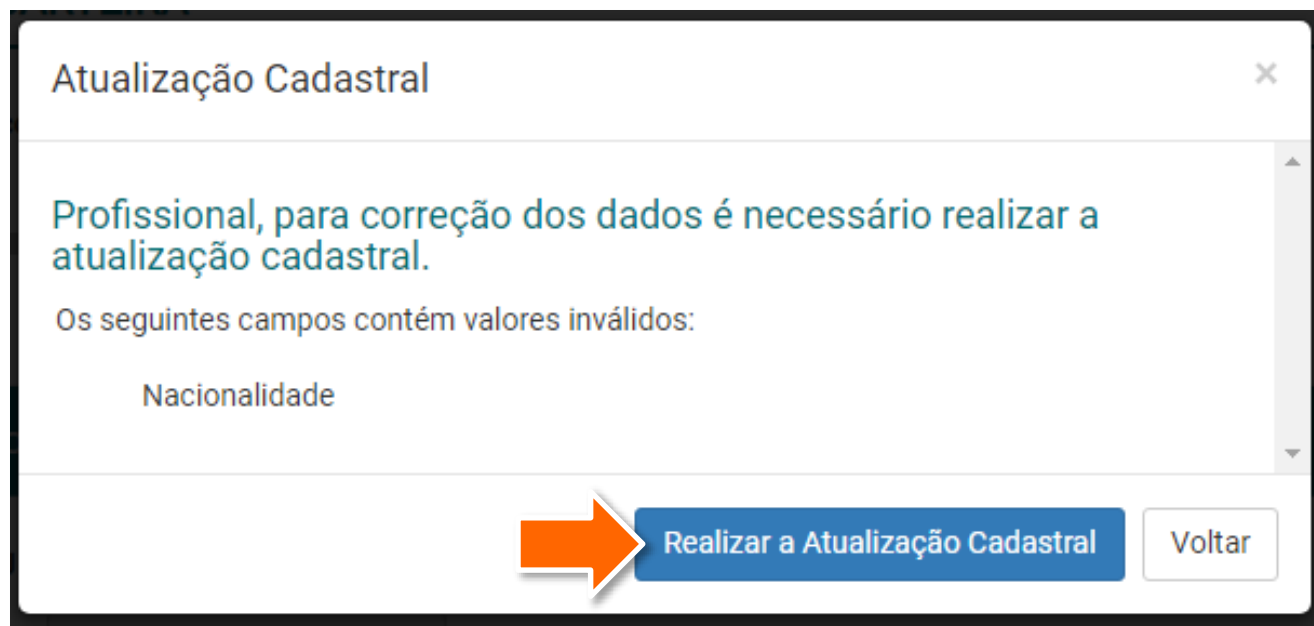 Atualização Cadastral
×
Profissional, para correção dos dados é necessário realizar a
atualização cadastral.
Os seguintes campos contém valores inválidos:
Nacionalidade
Realizar a Atualização Cadastral
Voltar